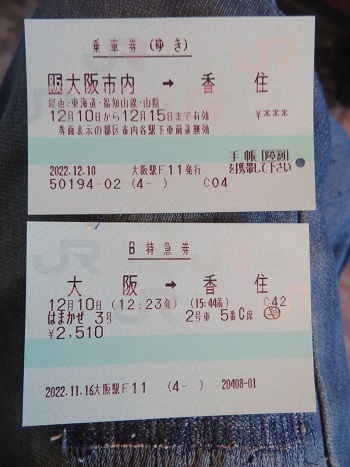 乗車券(ゆき)
阪 大阪市内 → 香住
経由:東海道・福知山線・山陰
12月10日から12月15日まで有効 ¥***
券面表示の都区市内各駅下車前途無効
手帳[障割]
2022.12.10 大阪駅F11発行 を携帯して下さい
50194-02 (4- ) C04
B特急券
大阪 → 香住
12月10日 (12:23発) (15:44着) C42
はまかぜ 3号 2号車 5番C席
¥2,510
2022.11.16大阪駅F11 (4- ) 20408-01